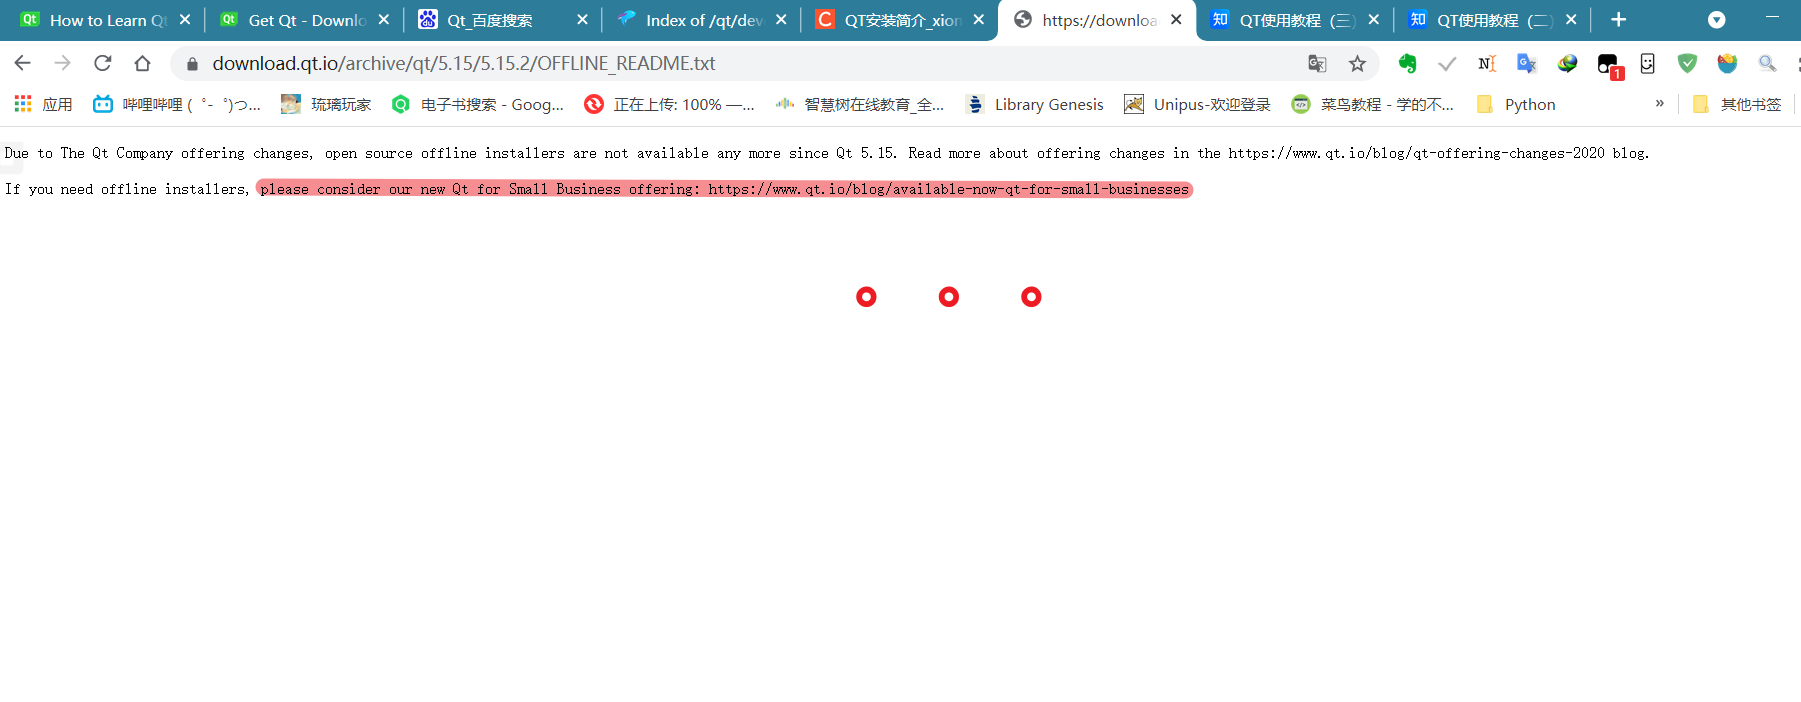 How to Learn Qt
Get Qt - Downlo
Qt_百度搜索
Index of /qt/dev
QT安装简介_xion
https://downloa
QT使用教程（三）
QT使用教程（二）
download.qt.io/archive/qt/5.15/5.15.2/OFFLINE_README.txt
1
应用
哔哩哔哩 ( ゜- ゜)つ...
琉璃玩家
电子书搜索 - Goog...
正在上传: 100% —...
智慧树在线教育_全...
Library Genesis
Unipus-欢迎登录
菜鸟教程 - 学的不...
Python
»
其他书签
Due to The Qt Company offering changes, open source offline installers are not available any more since Qt 5.15. Read more about offering changes in the https://www.qt.io/blog/qt-offering-changes-2020 blog.
If you need offline installers, please consider our new Qt for Small Business offering: https://www.qt.io/blog/available-now-qt-for-small-businesses